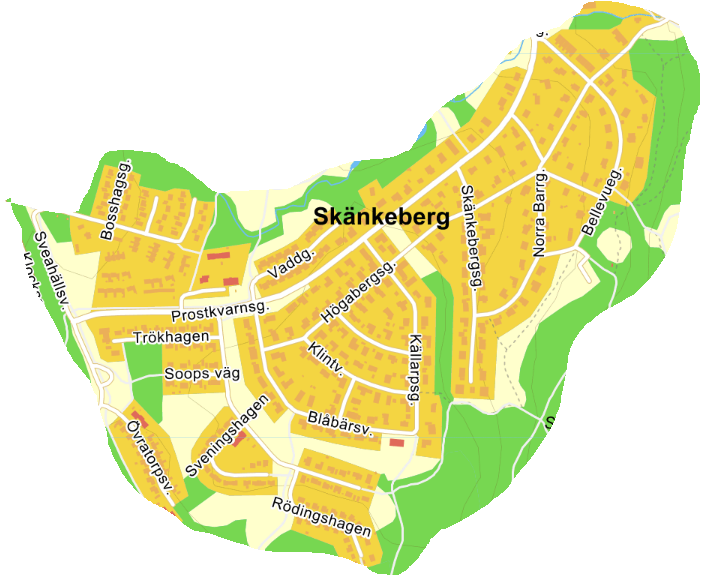 Bosshagsg.
Skänkeberg
Skänkebergsg.
Norra Barrg.
Bellevueg.
Sveahällsv.
Vaddg.
Högabergsg.
Prostkvarnsg.
Trökhagen
Klintv.
Källarpsg.
Soops väg
Blåbärsv.
Övratorpsv.
Sveningshagen
Rödingshagen